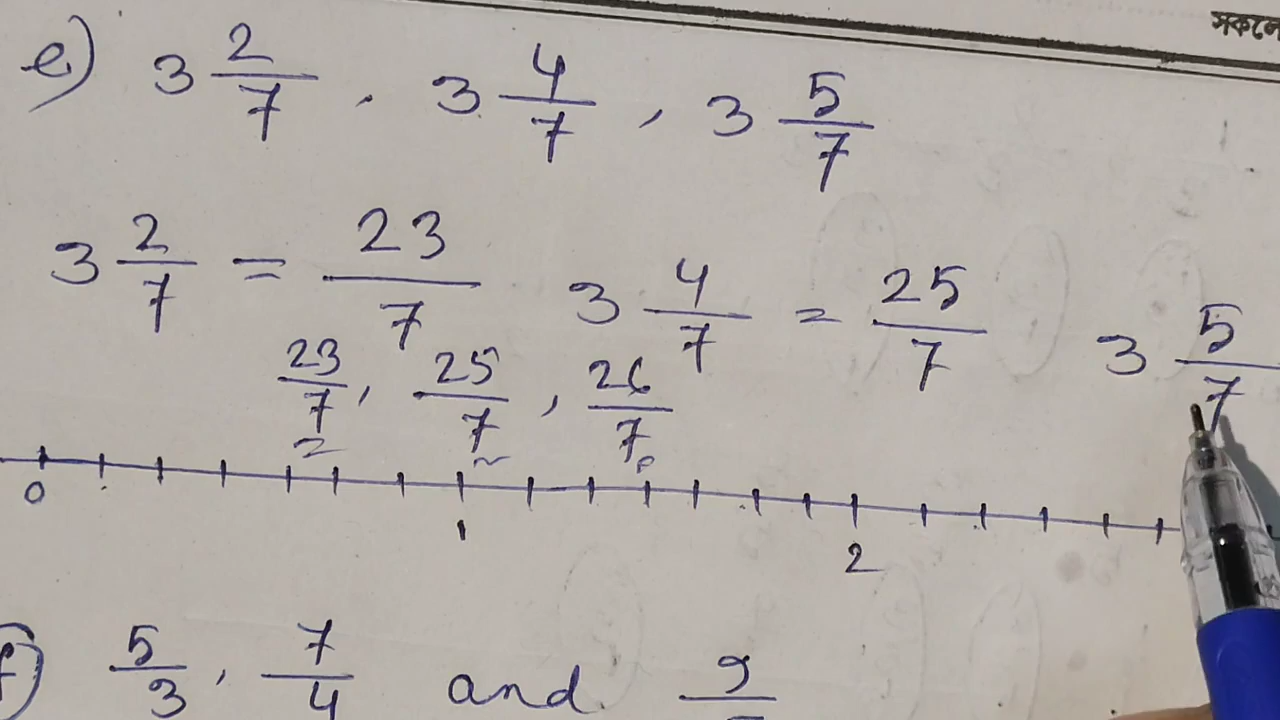 সকলে
e) 3 2/7 , 3 4/7 , 3 5/7
3 2/7 = 23/7 3 4/7 = 25/7 3 5/7
23/7 , 25/7 , 26/7
0 1 2
f) 5/3 , 7/4 and 9